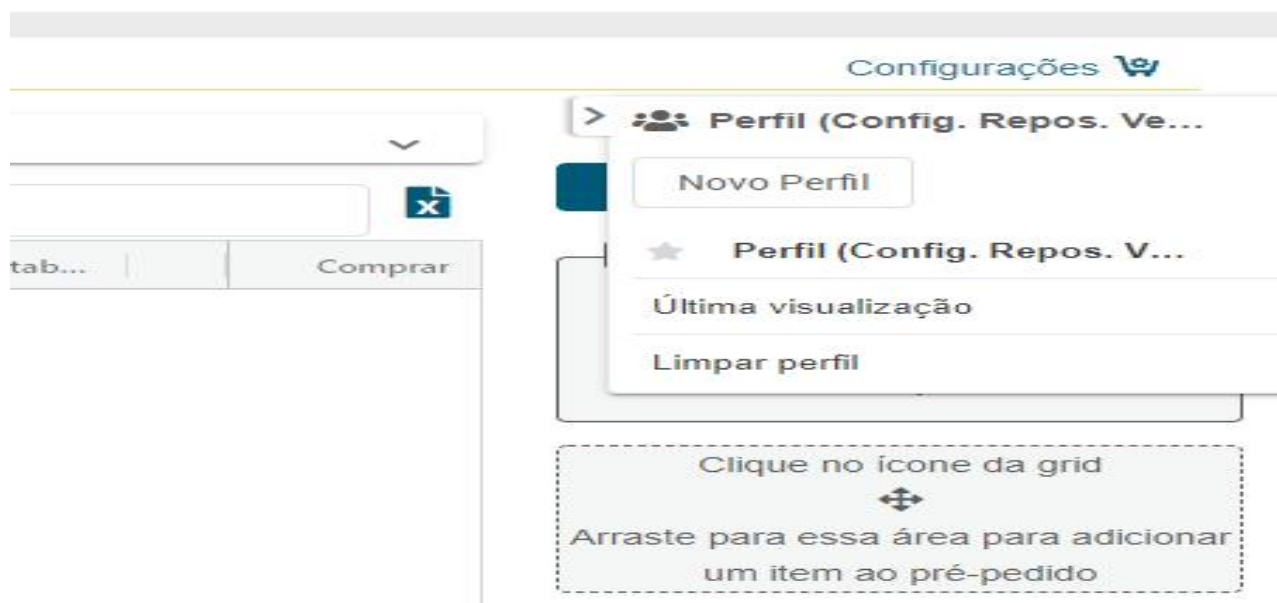 Configurações
Perfil (Config. Repos. Ve...
Novo Perfil
tab...
Comprar
Perfil (Config. Repos. V...
Última visualização
Limpar perfil
Clique no ícone da grid
Arraste para essa área para adicionar
um item ao pré-pedido